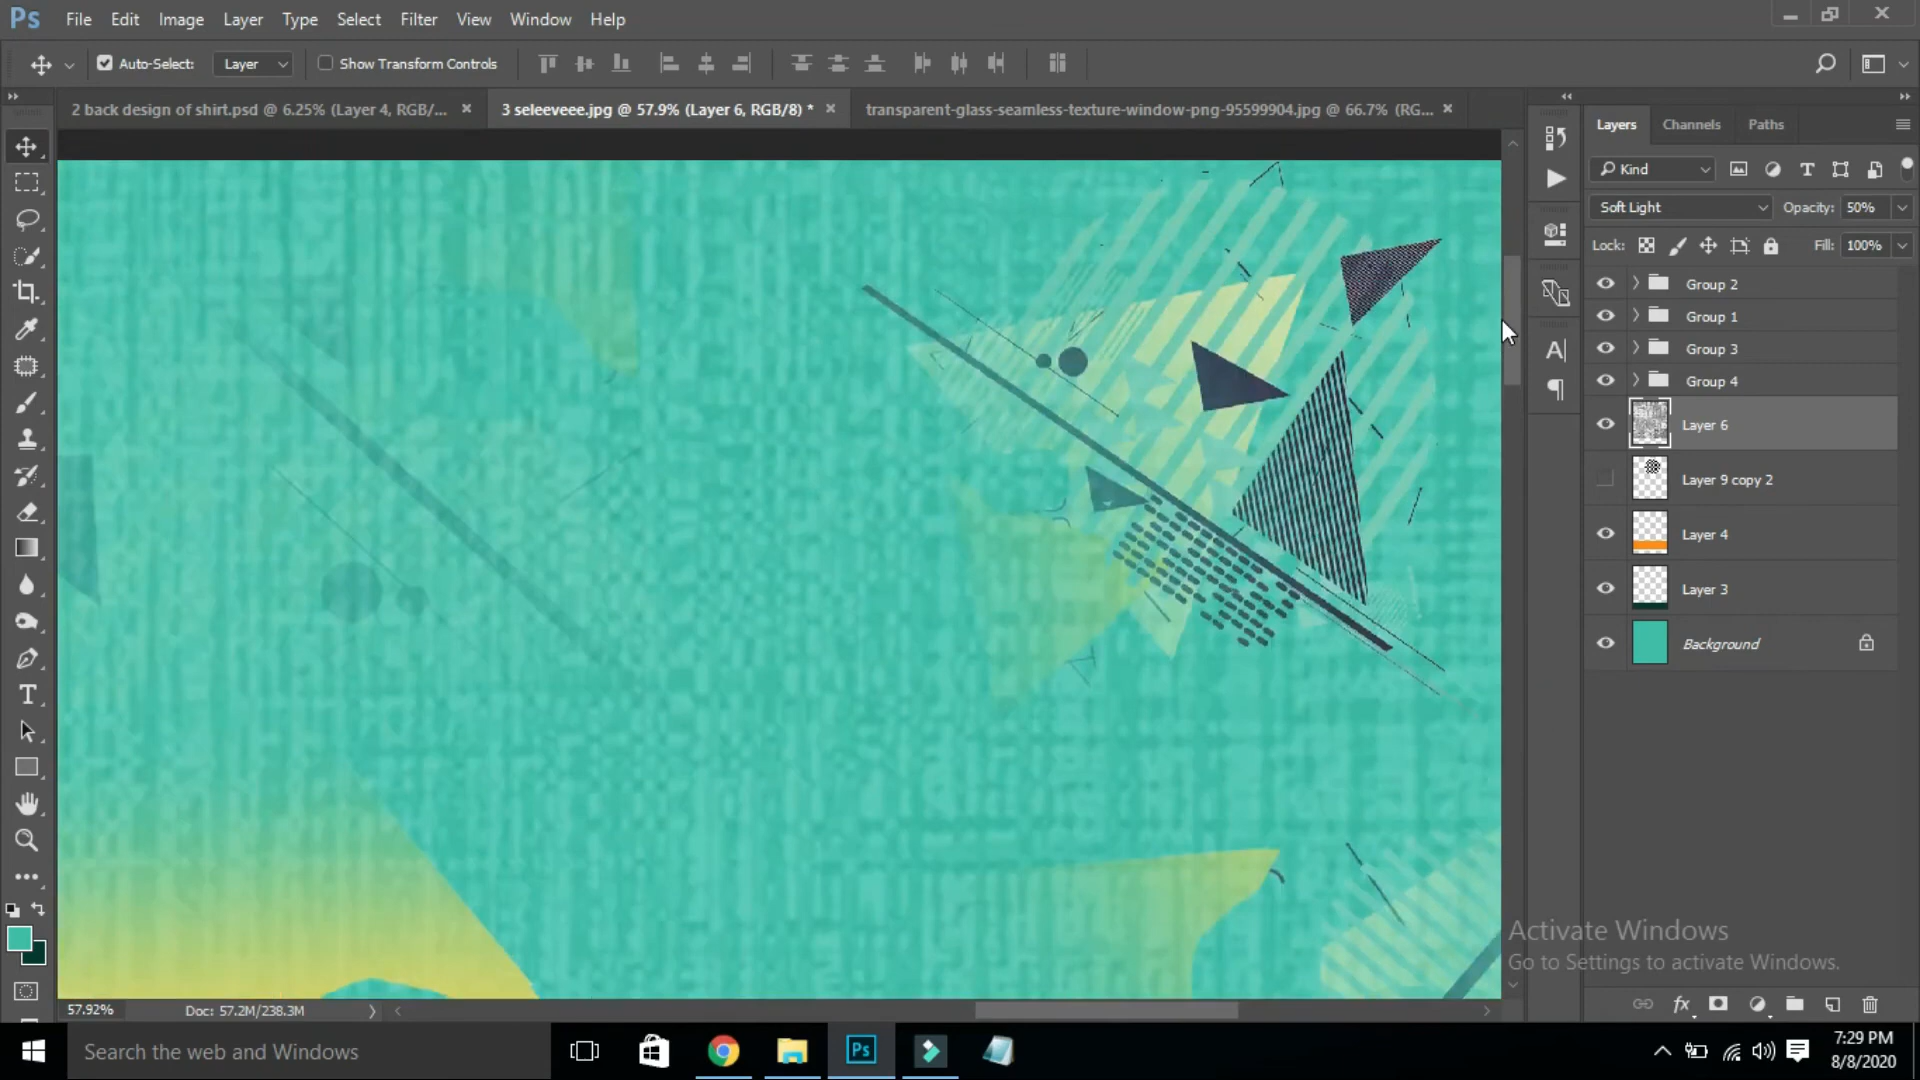 Ps File Edit Image Layer Type Select Filter View Window Help
Auto-Select: Layer Show Transform Controls
2 back design of shirt.psd @ 6.25% (Layer 4, RGB/...
3 seleeveee.jpg @ 57.9% (Layer 6, RGB/8) *
transparent-glass-seamless-texture-window-png-95599904.jpg @ 66.7% (RG...
Layers Channels Paths
Kind
Soft Light Opacity: 50%
Lock: Fill: 100%
Group 2
Group 1
Group 3
Group 4
Layer 6
Layer 9 copy 2
Layer 4
Layer 3
Background
Activate Windows
Go to Settings to activate Windows.
57.92% Doc: 57.2M/238.3M
Search the web and Windows
Ps
7:29 PM
8/8/2020